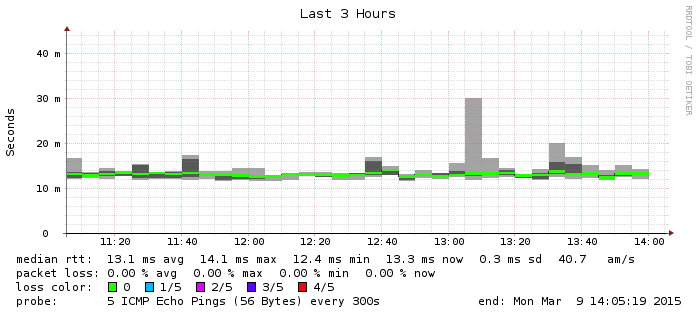 Last 3 Hours
RRDTOOL / TOBI OETIKER
Seconds
40 m
30 m
20 m
10 m
0
11:20 11:40 12:00 12:20 12:40 13:00 13:20 13:40 14:00
median rtt: 13.1 ms avg 14.1 ms max 12.4 ms min 13.3 ms now 0.3 ms sd 40.7 am/s
packet loss: 0.00 % avg 0.00 % max 0.00 % min 0.00 % now
loss color: 0 1/5 2/5 3/5 4/5
probe: 5 ICMP Echo Pings (56 Bytes) every 300s end: Mon Mar 9 14:05:19 2015